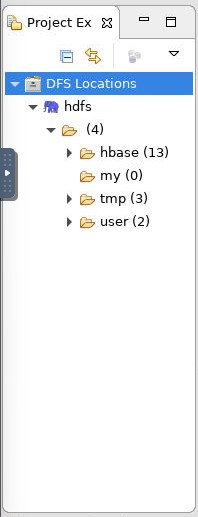 Project Ex
DFS Locations
hdfs
(4)
hbase (13)
my (0)
tmp (3)
user (2)